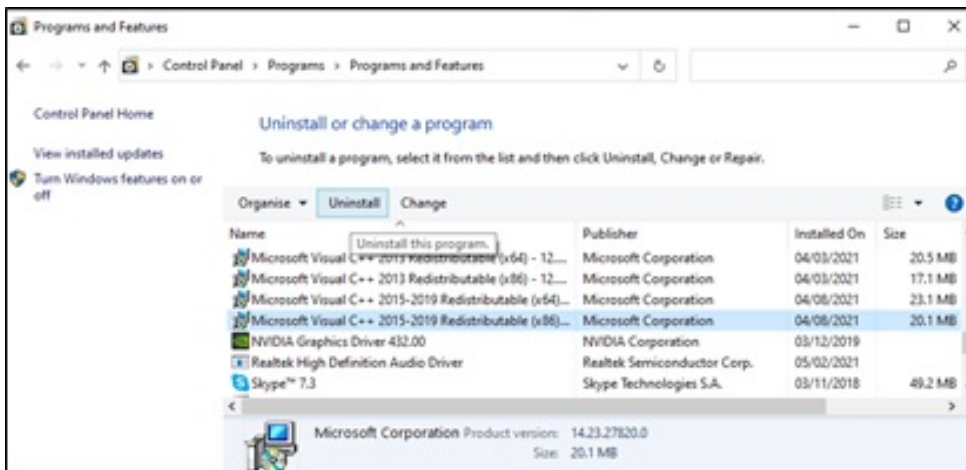 Programs and Features
Control Panel > Programs > Programs and Features
Control Panel Home
View installed updates
Turn Windows features on or
off
Uninstall or change a program
To uninstall a program, select it from the list and then click Uninstall, Change or Repair.
Organise Uninstall Change
Name Publisher Installed On Size
Uninstall this program.
Microsoft Visual C++ 2013 Redistributable (x64) - 12.... Microsoft Corporation 04/03/2021 20.5 MB
Microsoft Visual C++ 2013 Redistributable (x86) - 12.... Microsoft Corporation 04/03/2021 17.1 MB
Microsoft Visual C++ 2015-2019 Redistributable (x64)... Microsoft Corporation 04/08/2021 23.1 MB
Microsoft Visual C++ 2015-2019 Redistributable (x86)... Microsoft Corporation 04/08/2021 20.1 MB
NVIDIA Graphics Driver 432.00 NVIDIA Corporation 03/12/2019
Realtek High Definition Audio Driver Realtek Semiconductor Corp. 05/02/2021
Skype™ 7.3 Skype Technologies S.A. 03/11/2018 49.2 MB
Microsoft Corporation Product version: 14.23.27820.0
Size: 20.1 MB